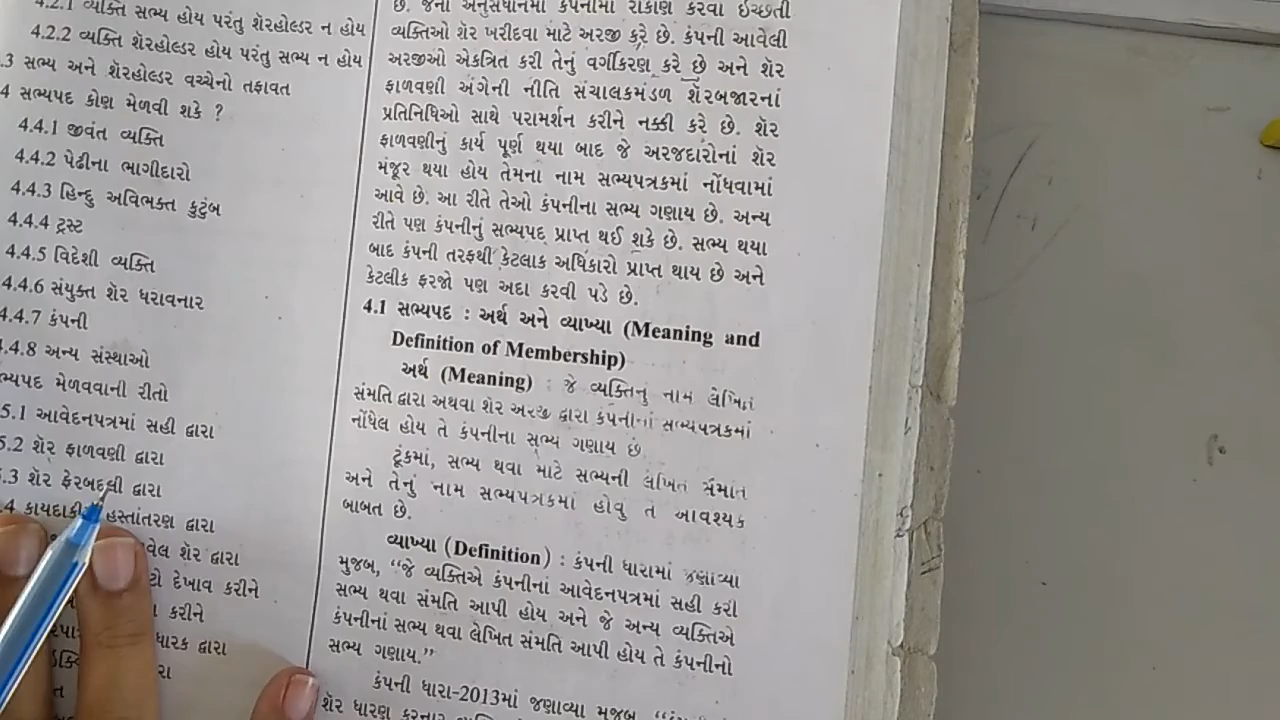 4.2.1 વ્યક્તિ સભ્ય હોય પરંતુ શૅરહોલ્ડર ન હોય
4.2.2 વ્યક્તિ શૅરહોલ્ડર હોય પરંતુ સભ્ય ન હોય
.3 સભ્ય અને શૅરહોલ્ડર વચ્ચેનો તફાવત
4 સભ્યપદ કોણ મેળવી શકે ?
4.4.1 જીવંત વ્યક્તિ
4.4.2 પેઢીના ભાગીદારો
4.4.3 હિન્દુ અવિભક્ત કુટુંબ
4.4.4 ટ્રસ્ટ
4.4.5 વિદેશી વ્યક્તિ
4.4.6 સંયુક્ત શૅર ધરાવનાર
4.4.7 કંપની
.4.8 અન્ય સંસ્થાઓ
ભ્યપદ મેળવવાની રીતો
5.1 આવેદનપત્રમાં સહી દ્વારા
5.2 શૅર ફાળવણી દ્વારા
.3 શૅર ફેરબદલી દ્વારા
.4 હસ્તાંતરણ દ્વારા
વેલ શૅર દ્વારા
ટો દેખાવ કરીને
કરીને
ધારક દ્વારા
રા
છે. જેના અનુસંધાનમાં કંપનીમાં રોકાણ કરવા ઇચ્છતી
વ્યક્તિઓ શૅર ખરીદવા માટે અરજી કરે છે. કંપની આવેલી
અરજીઓ એકત્રિત કરી તેનું વર્ગીકરણ કરે છે અને શૅર
ફાળવણી અંગેની નીતિ સંચાલકમંડળ શૅરબજારનાં
પ્રતિનિધિઓ સાથે પરામર્શન કરીને નક્કી કરે છે. શૅર
ફાળવણીનું કાર્ય પૂર્ણ થયા બાદ જે અરજદારોનાં શૅર
મંજૂર થયા હોય તેમના નામ સભ્યપત્રકમાં નોંધવામાં
આવે છે. આ રીતે તેઓ કંપનીના સભ્ય ગણાય છે. અન્ય
રીતે પણ કંપનીનું સભ્યપદ પ્રાપ્ત થઈ શકે છે. સભ્ય થયા
બાદ કંપની તરફથી કેટલાક અધિકારો પ્રાપ્ત થાય છે અને
કેટલીક ફરજો પણ અદા કરવી પડે છે.
4.1 સભ્યપદ : અર્થ અને વ્યાખ્યા (Meaning and
Definition of Membership)
અર્થ (Meaning) : જે વ્યક્તિનું નામ લેખિત
સંમતિ દ્વારા અથવા શૅર અરજી દ્વારા કંપનીનાં સભ્યપત્રકમાં
નોંધેલ હોય તે કંપનીના સભ્ય ગણાય છે
ટૂંકમાં, સભ્ય થવા માટે સભ્યની લેખિત
અને તેનું નામ સભ્યપત્રકમાં હોવું તે આવશ્યક
બાબત છે.
વ્યાખ્યા (Definition) : કંપની ધારામાં જણાવ્યા
મુજબ, “જે વ્યક્તિએ કંપનીનાં આવેદનપત્રમાં સહી કરી
સભ્ય થવા સંમતિ આપી હોય અને જે અન્ય વ્યક્તિએ
કંપનીનાં સભ્ય થવા લેખિત સંમતિ આપી હોય તે કંપનીનો
સભ્ય ગણાય.”
કંપની ધારા-2013માં જણાવ્યા મુજબ,
શૅર ધારણ કરનાર